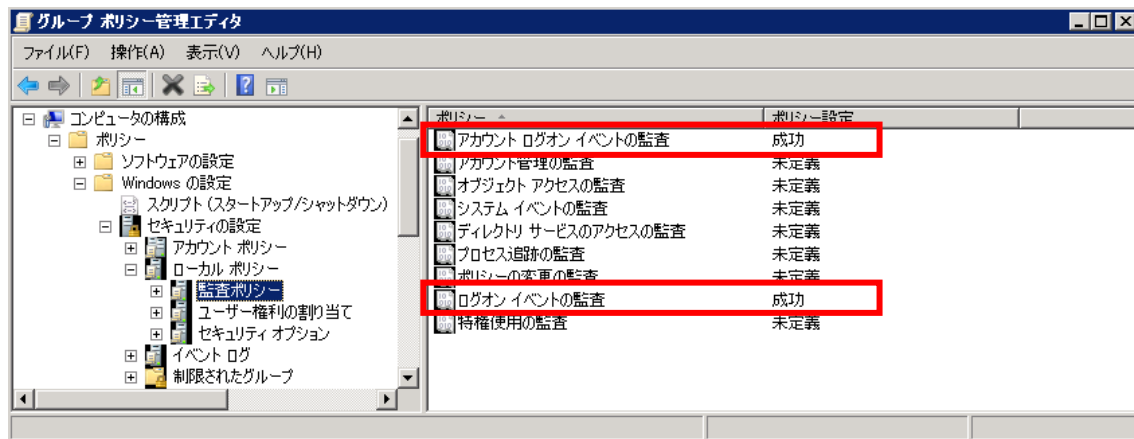 グループ ポリシー管理エディタ
ファイル(F) 操作(A) 表示(V) ヘルプ(H)
コンピュータの構成
ポリシー
ソフトウェアの設定
Windows の設定
スクリプト (スタートアップ/シャットダウン)
セキュリティの設定
アカウント ポリシー
ローカル ポリシー
監査ポリシー
ユーザー権利の割り当て
セキュリティ オプション
イベント ログ
制限されたグループ
ポリシー ポリシー設定
アカウント ログオン イベントの監査 成功
アカウント管理の監査 未定義
オブジェクト アクセスの監査 未定義
システム イベントの監査 未定義
ディレクトリ サービスのアクセスの監査 未定義
プロセス追跡の監査 未定義
ポリシーの変更の監査 未定義
ログオン イベントの監査 成功
特権使用の監査 未定義